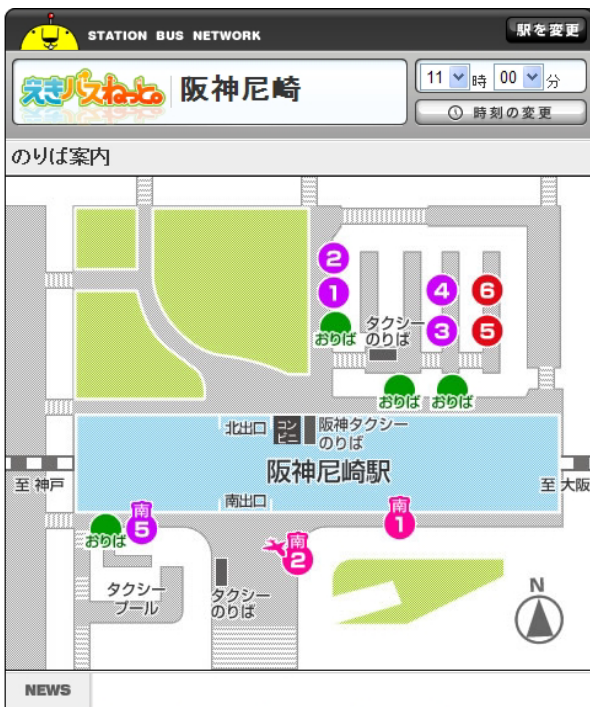 STATION BUS NETWORK
駅を変更
えきバスねっと。
阪神尼崎
11 時 00 分
時刻の変更
のりば案内
2
1
4
6
3
5
おりば
タクシー
のりば
おりば
おりば
北出口
コン
ビニ
阪神タクシー
のりば
阪神尼崎駅
至 神戸
至 大阪
南出口
南
5
南
1
南
2
おりば
タクシー
プール
タクシー
のりば
N
NEWS